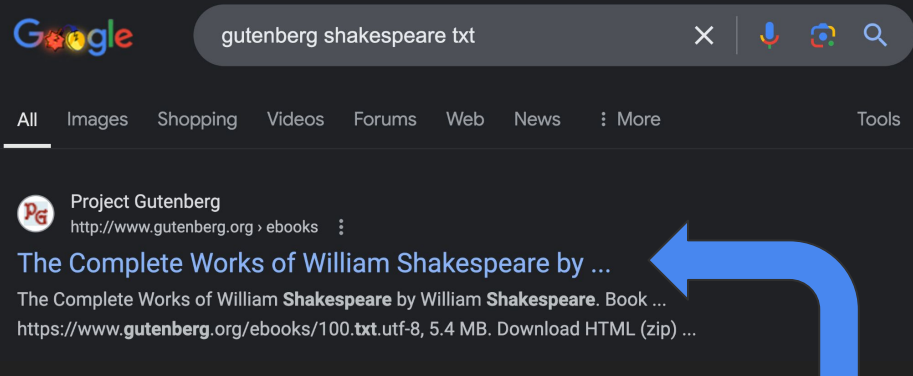 Google
gutenberg shakespeare txt
All Images Shopping Videos Forums Web News More Tools
PG
Project Gutenberg
http://www.gutenberg.org › ebooks
The Complete Works of William Shakespeare by ...
The Complete Works of William Shakespeare by William Shakespeare. Book ...
https://www.gutenberg.org/ebooks/100.txt.utf-8, 5.4 MB. Download HTML (zip) ...